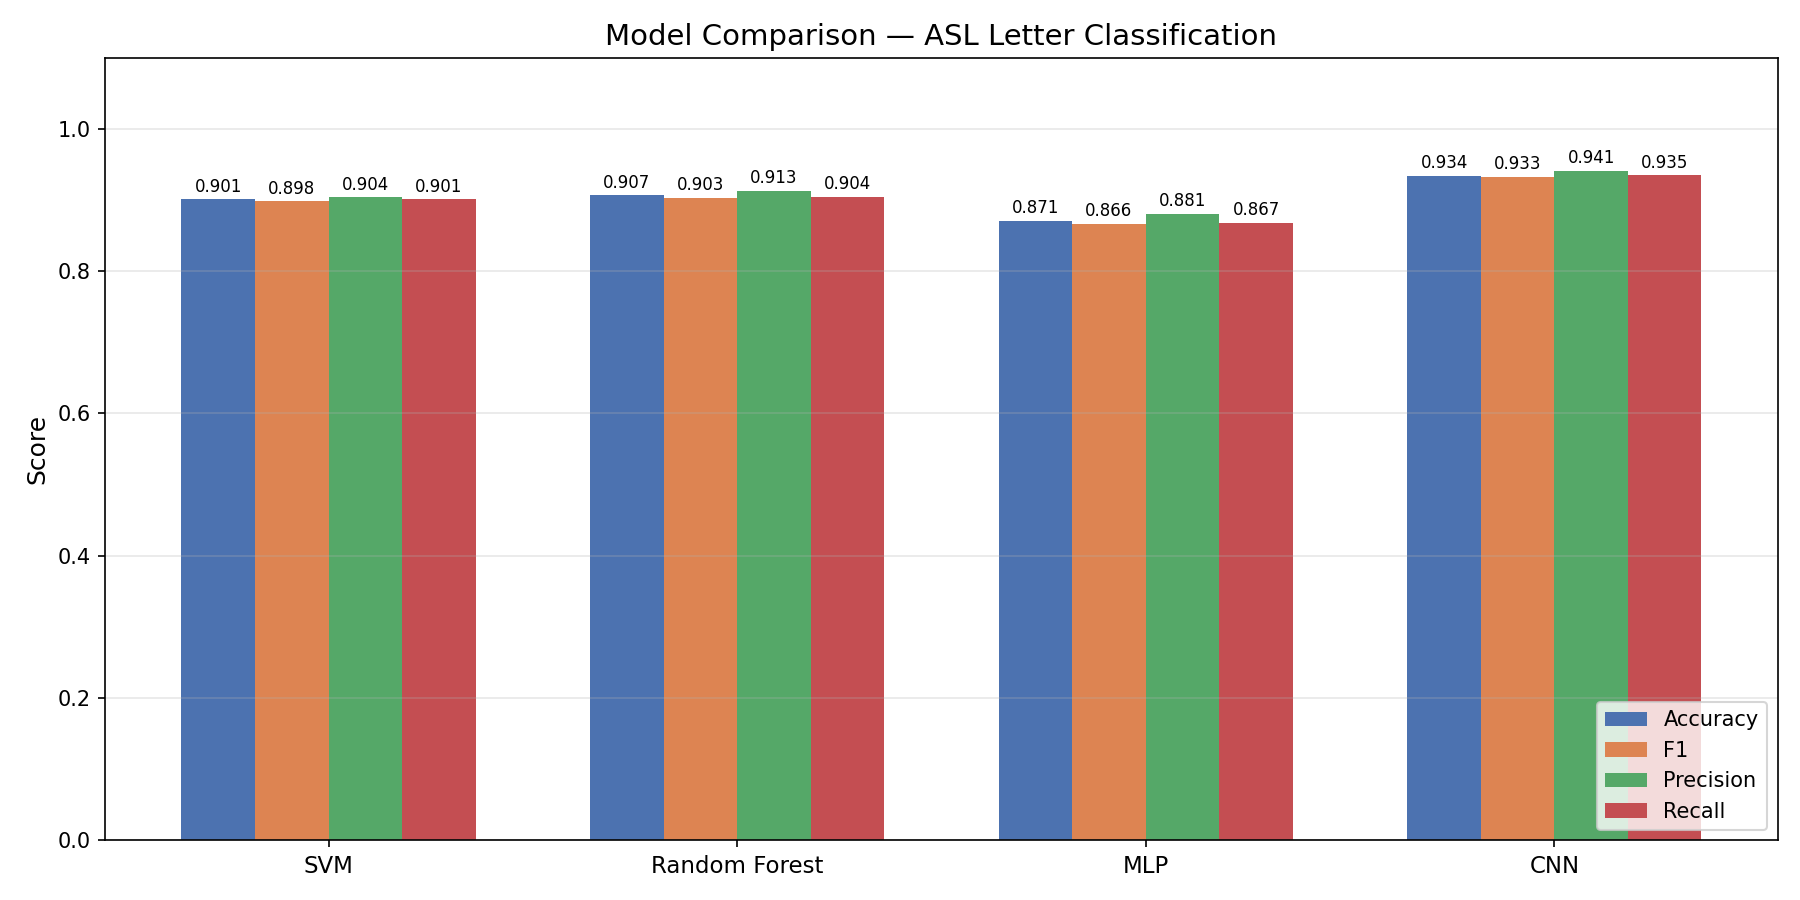 Model Comparison — ASL Letter Classification
Score
1.0
0.8
0.6
0.4
0.2
0.0
0.901 0.898 0.904 0.901
0.907 0.903 0.913 0.904
0.871 0.866 0.881 0.867
0.934 0.933 0.941 0.935
SVM Random Forest MLP CNN
Accuracy
F1
Precision
Recall